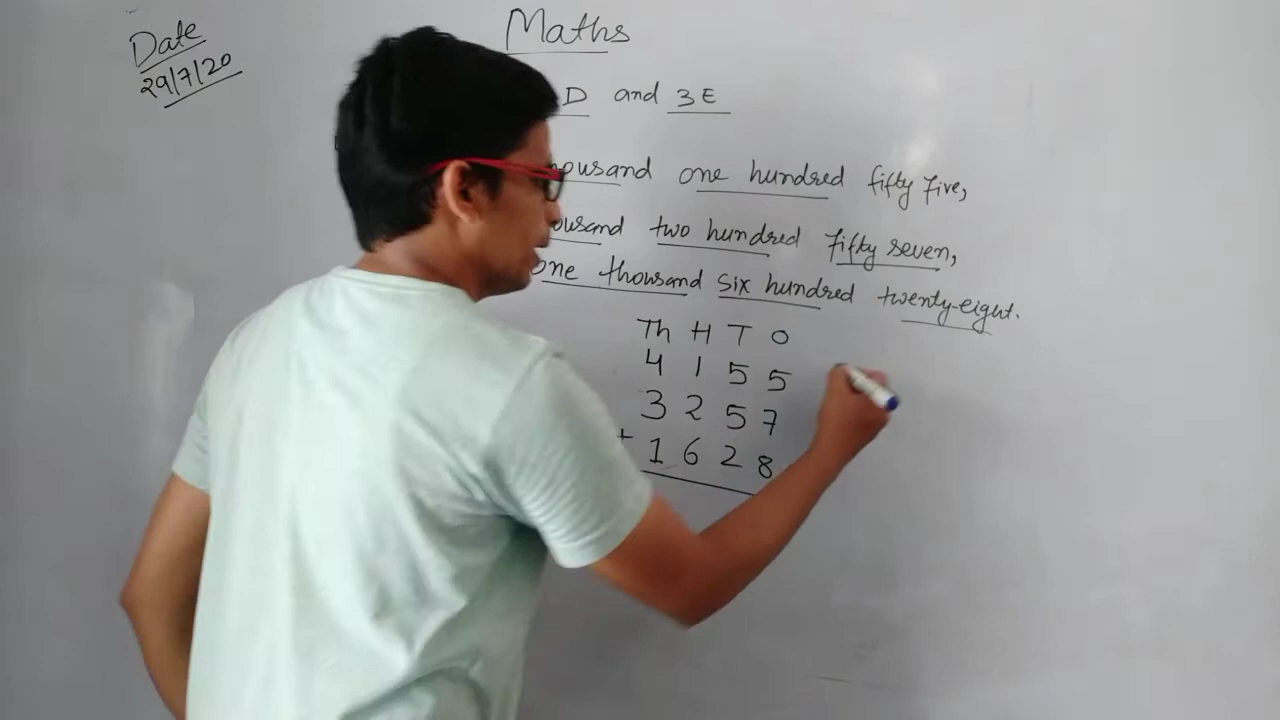 Date
29/7/20
Maths
D and 3E
ousand one hundred fifty five,
ousand two hundred fifty seven,
one thousand six hundred twenty-eight.
Th H T O
4 1 5 5
3 2 5 7
+ 1 6 2 8